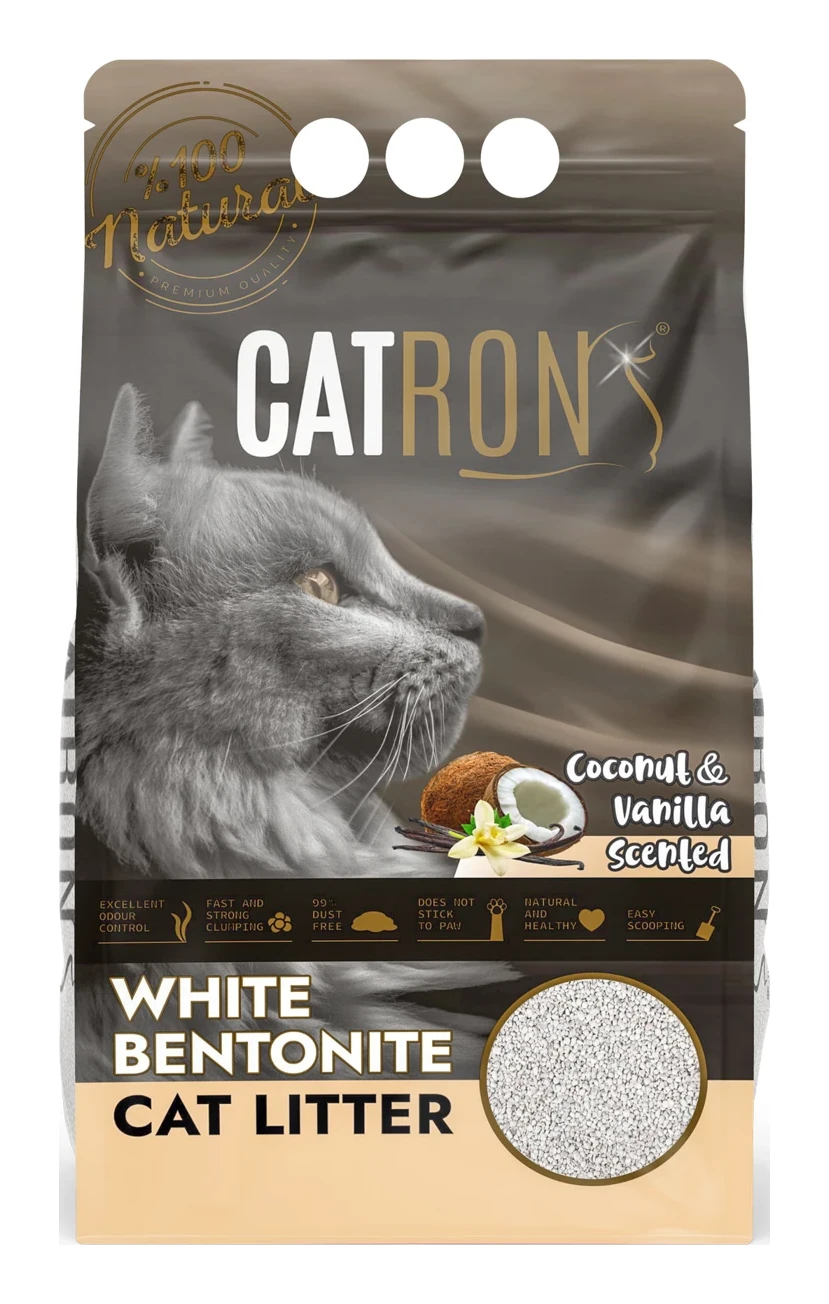 %100
Natural
• PREMIUM QUALITY •
CATRON®
Coconut &
Vanilla
Scented
EXCELLENT
ODOUR
CONTROL
FAST AND
STRONG
CLUMPING
99%
DUST
FREE
DOES NOT
STICK
TO PAW
NATURAL
AND
HEALTHY
EASY
SCOOPING
WHITE
BENTONITE
CAT LITTER